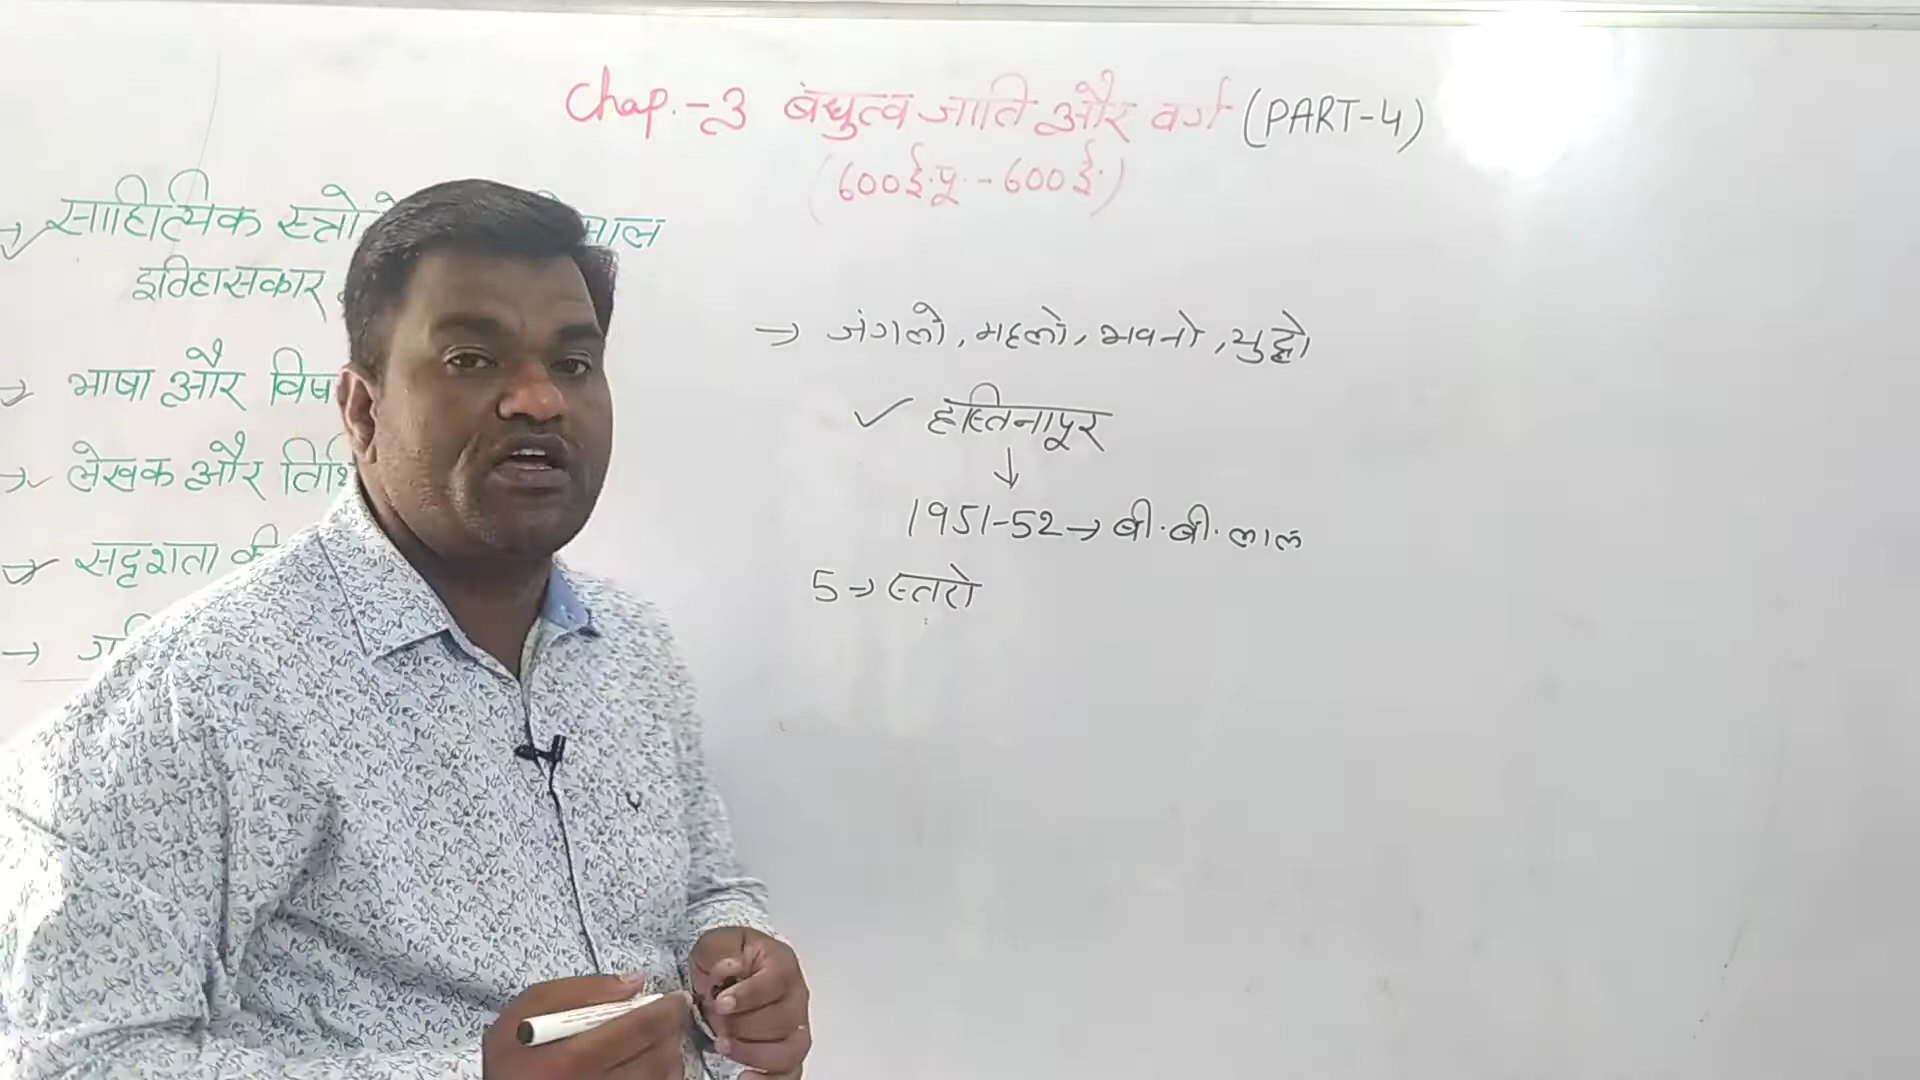 Chap.-3 बंधुत्व जाति और वर्ग (PART-4)
(600ई.पू. - 600ई.)
→ साहित्यिक स्त्रो
इतिहासकार
→ भाषा और विष
→ लेखक और तिथि
→ सदृशता की
→
→ जंगलो, महलो, भवनो, युद्धो
✓ हस्तिनापूर
↓
1951-52 → बी.बी. लाल
5 → स्तरो